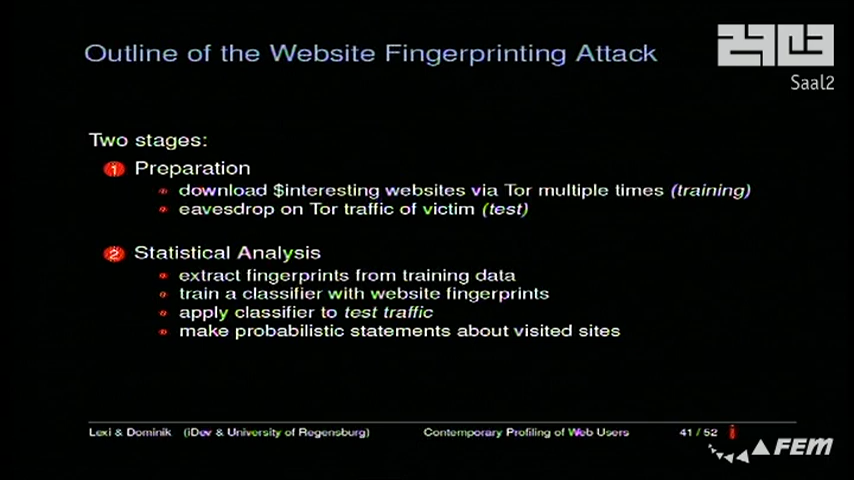 Outline of the Website Fingerprinting Attack
29C3
Saal2
Two stages:
1 Preparation
download $interesting websites via Tor multiple times (training)
eavesdrop on Tor traffic of victim (test)
2 Statistical Analysis
extract fingerprints from training data
train a classifier with website fingerprints
apply classifier to test traffic
make probabilistic statements about visited sites
Lexi & Dominik (iDev & University of Regensburg) Contemporary Profiling of Web Users 41 / 52
FEM